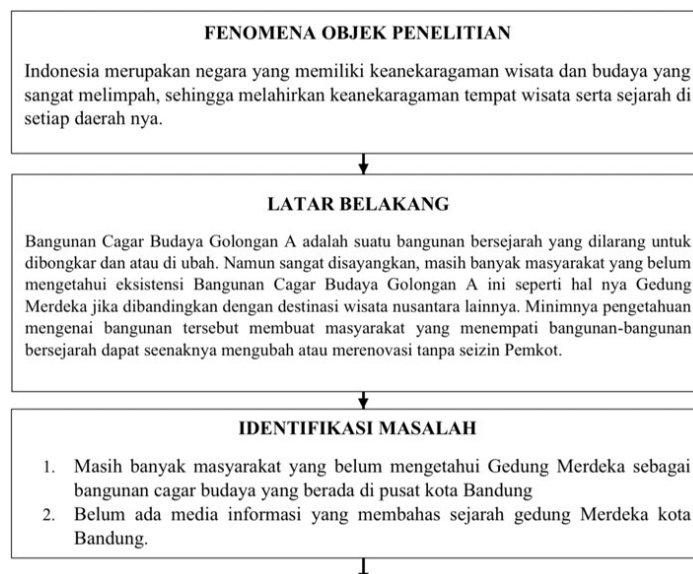 FENOMENA OBJEK PENELITIAN
Indonesia merupakan negara yang memiliki keanekaragaman wisata dan budaya yang
sangat melimpah, sehingga melahirkan keanekaragaman tempat wisata serta sejarah di
setiap daerah nya.
LATAR BELAKANG
Bangunan Cagar Budaya Golongan A adalah suatu bangunan bersejarah yang dilarang untuk
dibongkar dan atau di ubah. Namun sangat disayangkan, masih banyak masyarakat yang belum
mengetahui eksistensi Bangunan Cagar Budaya Golongan A ini seperti hal nya Gedung
Merdeka jika dibandingkan dengan destinasi wisata nusantara lainnya. Minimnya pengetahuan
mengenai bangunan tersebut membuat masyarakat yang menempati bangunan-bangunan
bersejarah dapat seenaknya mengubah atau merenovasi tanpa seizin Pemkot.
IDENTIFIKASI MASALAH
1. Masih banyak masyarakat yang belum mengetahui Gedung Merdeka sebagai
bangunan cagar budaya yang berada di pusat kota Bandung
2. Belum ada media informasi yang membahas sejarah gedung Merdeka kota
Bandung.